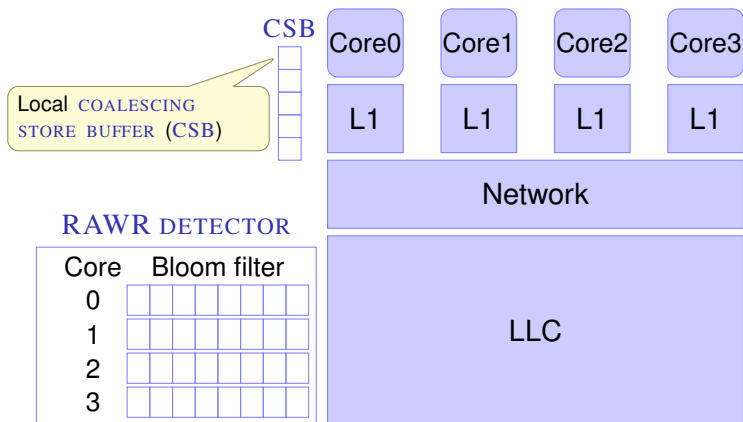 CSB
Core0 Core1 Core2 Core3
Local COALESCING
STORE BUFFER (CSB)
L1 L1 L1 L1
Network
RAWR DETECTOR
Core Bloom filter
0
1
2
3
LLC